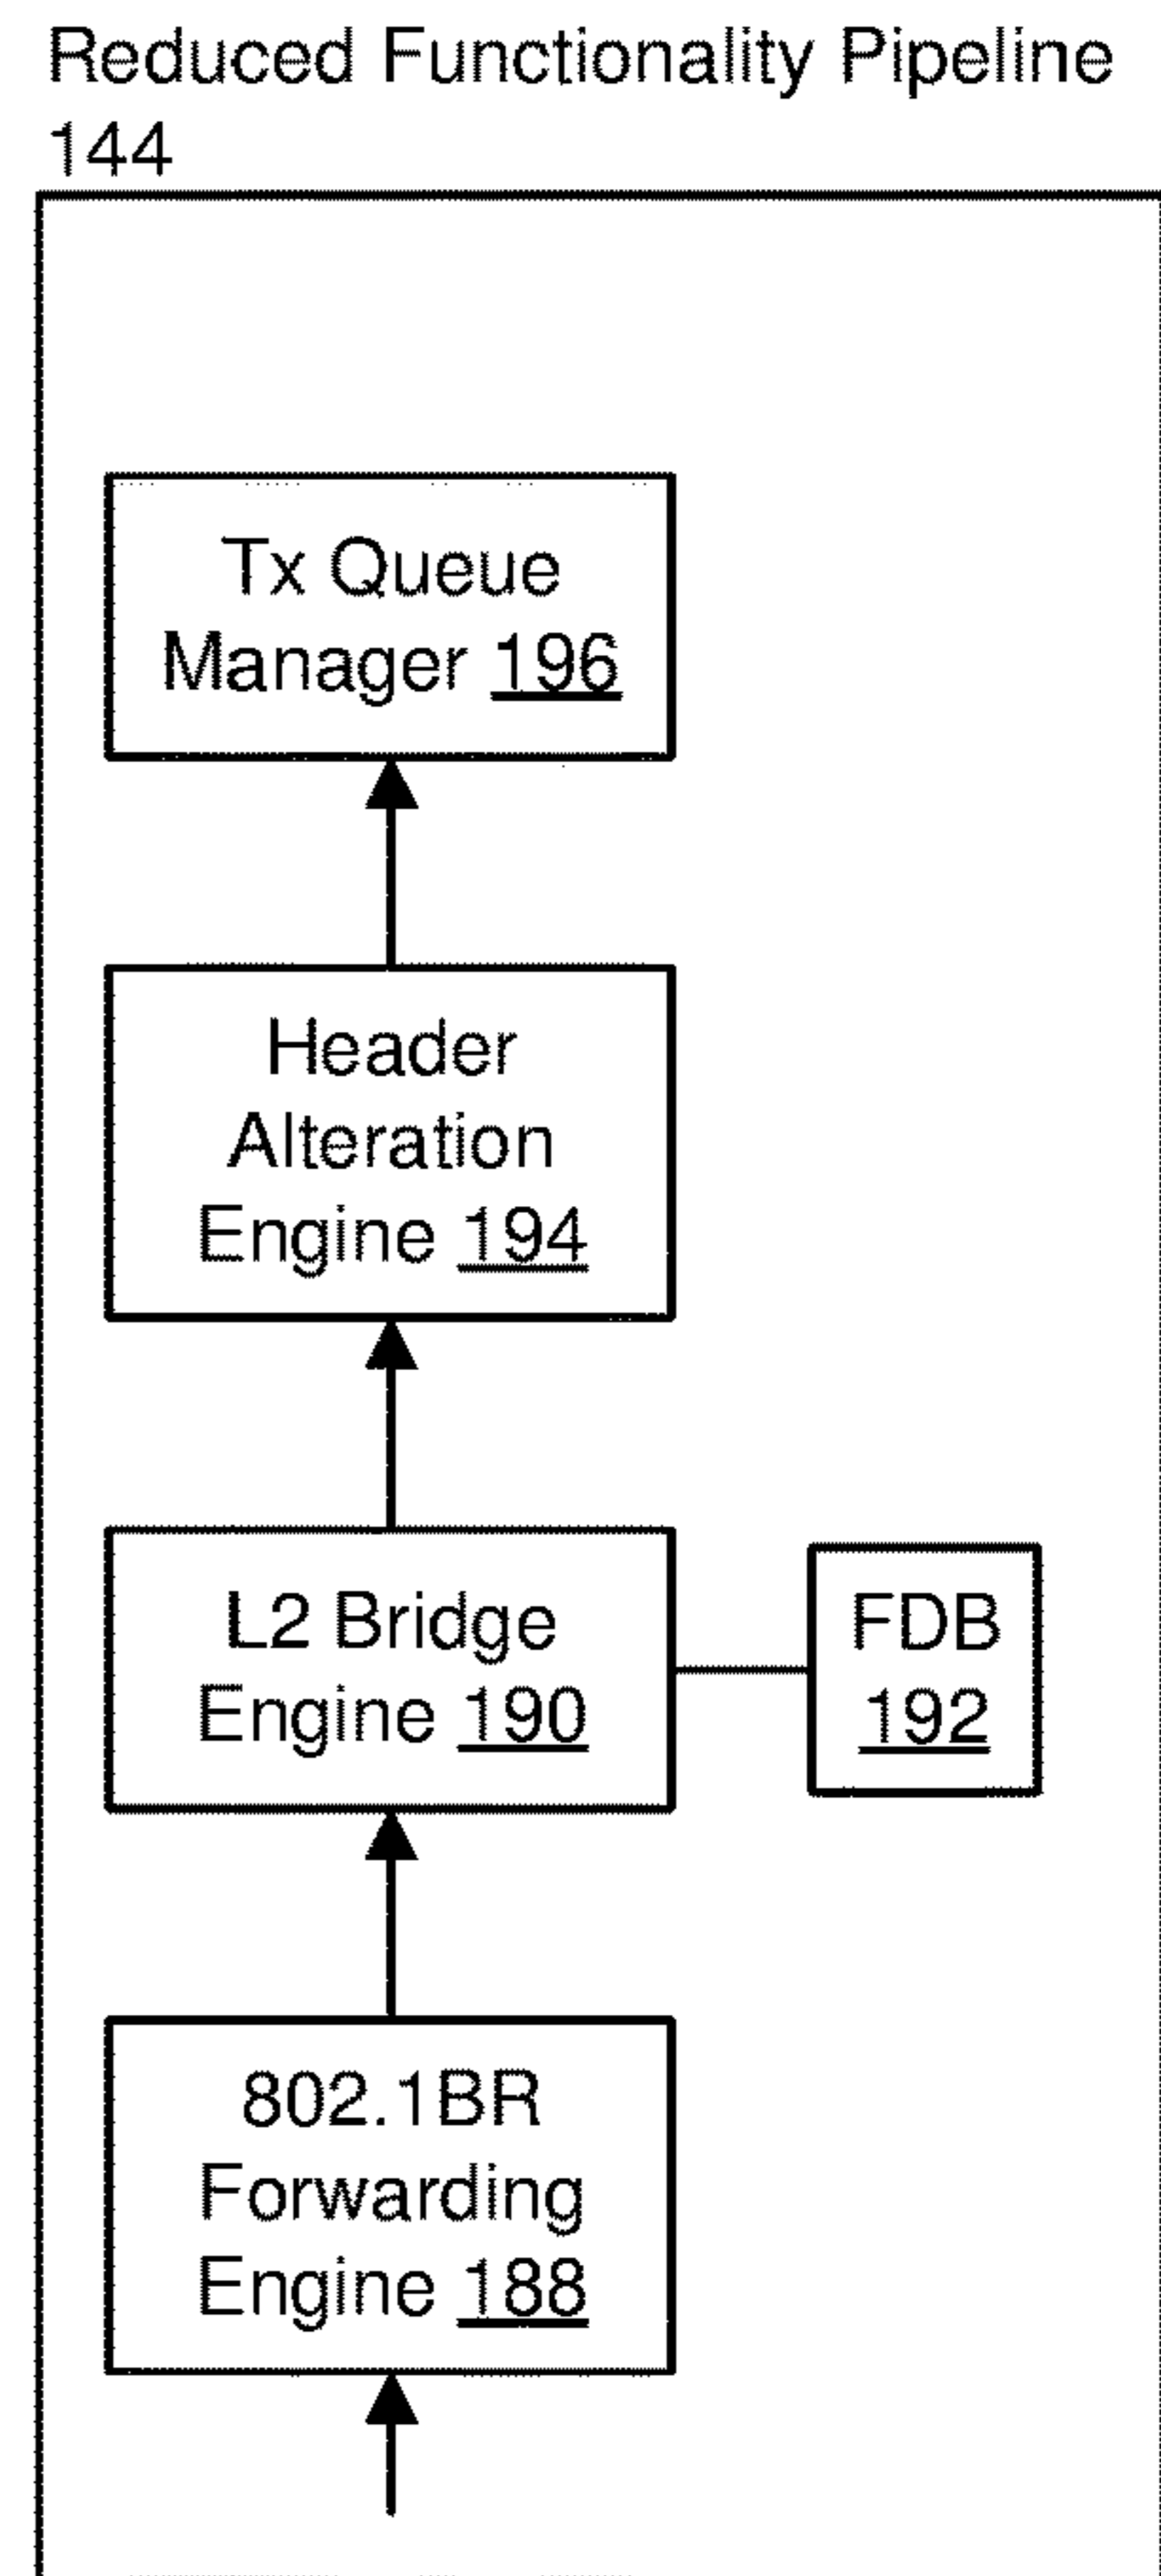 Reduced Functionality Pipeline
144
Tx Queue
Manager 196
Header
Alteration
Engine 194
L2 Bridge
Engine 190
FDB
192
802.1BR
Forwarding
Engine 188